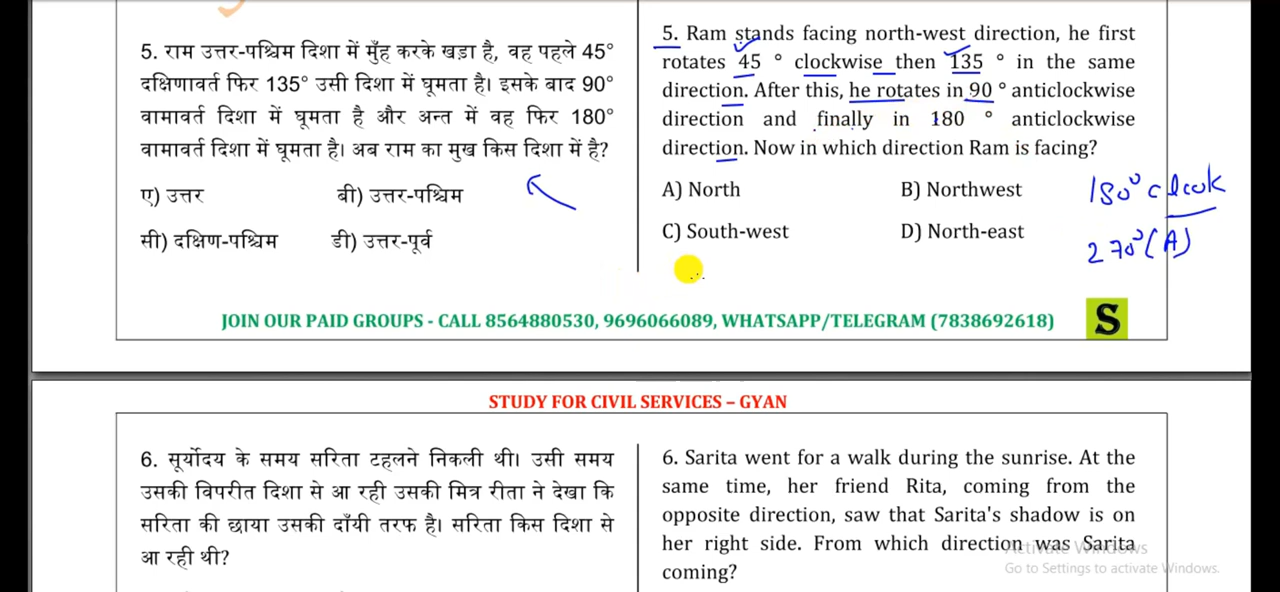 5. राम उत्तर-पश्चिम दिशा में मुँह करके खड़ा है, वह पहले 45°
दक्षिणावर्त फिर 135° उसी दिशा में घूमता है। इसके बाद 90°
वामावर्त दिशा में घूमता है और अन्त में वह फिर 180°
वामावर्त दिशा में घूमता है। अब राम का मुख किस दिशा में है?
ए) उत्तर बी) उत्तर-पश्चिम
सी) दक्षिण-पश्चिम डी) उत्तर-पूर्व
5. Ram stands facing north-west direction, he first
rotates 45 ° clockwise then 135 ° in the same
direction. After this, he rotates in 90 ° anticlockwise
direction and finally in 180 ° anticlockwise
direction. Now in which direction Ram is facing?
A) North B) Northwest
C) South-west D) North-east
180° clock
270° (A)
JOIN OUR PAID GROUPS - CALL 8564880530, 9696066089, WHATSAPP/TELEGRAM (7838692618)
S
STUDY FOR CIVIL SERVICES – GYAN
6. सूर्योदय के समय सरिता टहलने निकली थी। उसी समय
उसकी विपरीत दिशा से आ रही उसकी मित्र रीता ने देखा कि
सरिता की छाया उसकी दाँयी तरफ है। सरिता किस दिशा से
आ रही थी?
6. Sarita went for a walk during the sunrise. At the
same time, her friend Rita, coming from the
opposite direction, saw that Sarita's shadow is on
her right side. From which direction was Sarita
coming?
Activate Windows
Go to Settings to activate Windows.